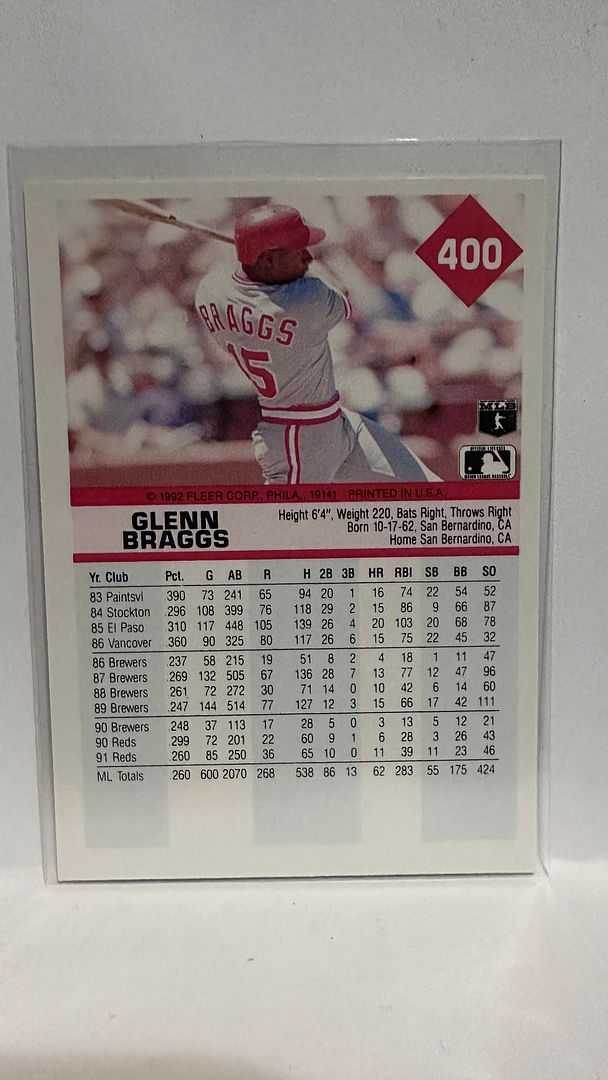 400
BRAGGS
15
MLB
© 1992 FLEER CORP., PHILA., 19141 PRINTED IN U.S.A.
GLENN
BRAGGS
Height 6'4", Weight 220, Bats Right, Throws Right
Born 10-17-62, San Bernardino, CA
Home San Bernardino, CA
Yr. Club Pct. G AB R H 2B 3B HR RBI SB BB SO
83 Paintsvl .390 73 241 65 94 20 1 16 74 22 54 52
84 Stockton .296 108 399 76 118 29 2 15 86 9 66 87
85 El Paso .310 117 448 105 139 26 4 20 103 20 68 78
86 Vancover .360 90 325 80 117 26 6 15 75 22 45 32
86 Brewers .237 58 215 19 51 8 2 4 18 1 11 47
87 Brewers .269 132 505 67 136 28 7 13 77 12 47 96
88 Brewers .261 72 272 30 71 14 0 10 42 6 14 60
89 Brewers .247 144 514 77 127 12 3 15 66 17 42 111
90 Brewers .248 37 113 17 28 5 0 3 13 5 12 21
90 Reds .299 72 201 22 60 9 1 6 28 3 26 43
91 Reds .260 85 250 36 65 10 0 11 39 11 23 46
ML Totals .260 600 2070 268 538 86 13 62 283 55 175 424